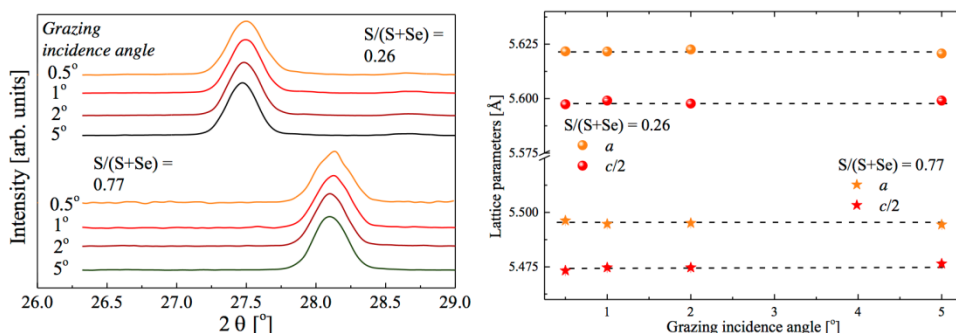 Grazing
incidence angle
S/(S+Se) =
0.26
0.5°
1°
2°
5°
S/(S+Se) =
0.77
0.5°
1°
2°
5°
Intensity [arb. units]
26.0 26.5 27.0 27.5 28.0 28.5 29.0
2 θ [°]
5.625
5.600
5.575
5.500
5.475
Lattice parameters [Å]
S/(S+Se) = 0.26
a
c/2
S/(S+Se) = 0.77
a
c/2
1 2 3 4 5
Grazing incidence angle [°]